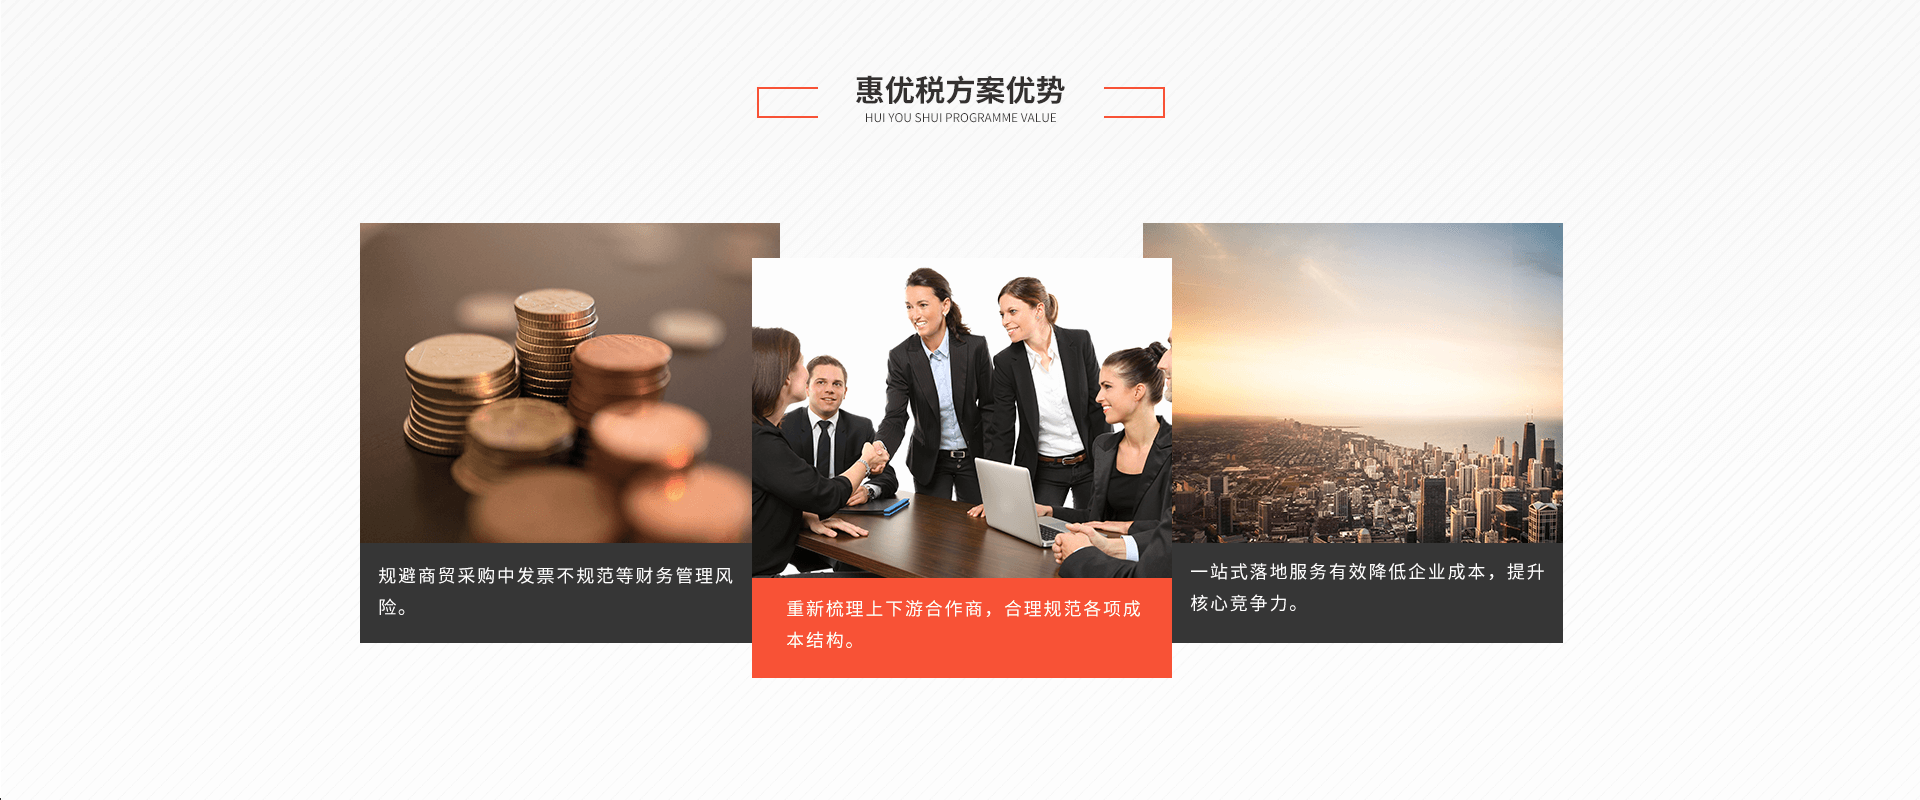 惠优税方案优势
HUI YOU SHUI PROGRAMME VALUE
规避商贸采购中发票不规范等财务管理风
险。
重新梳理上下游合作商，合理规范各项成
本结构。
一站式落地服务有效降低企业成本，提升
核心竞争力。